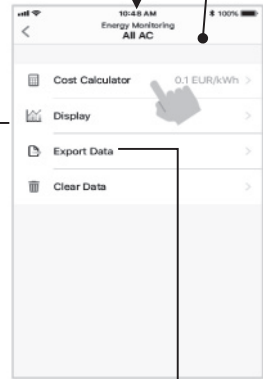 10:48 AM
100%
Energy Monitoring
All AC
Cost Calculator 0.1 EUR/kWh
Display
Export Data
Clear Data